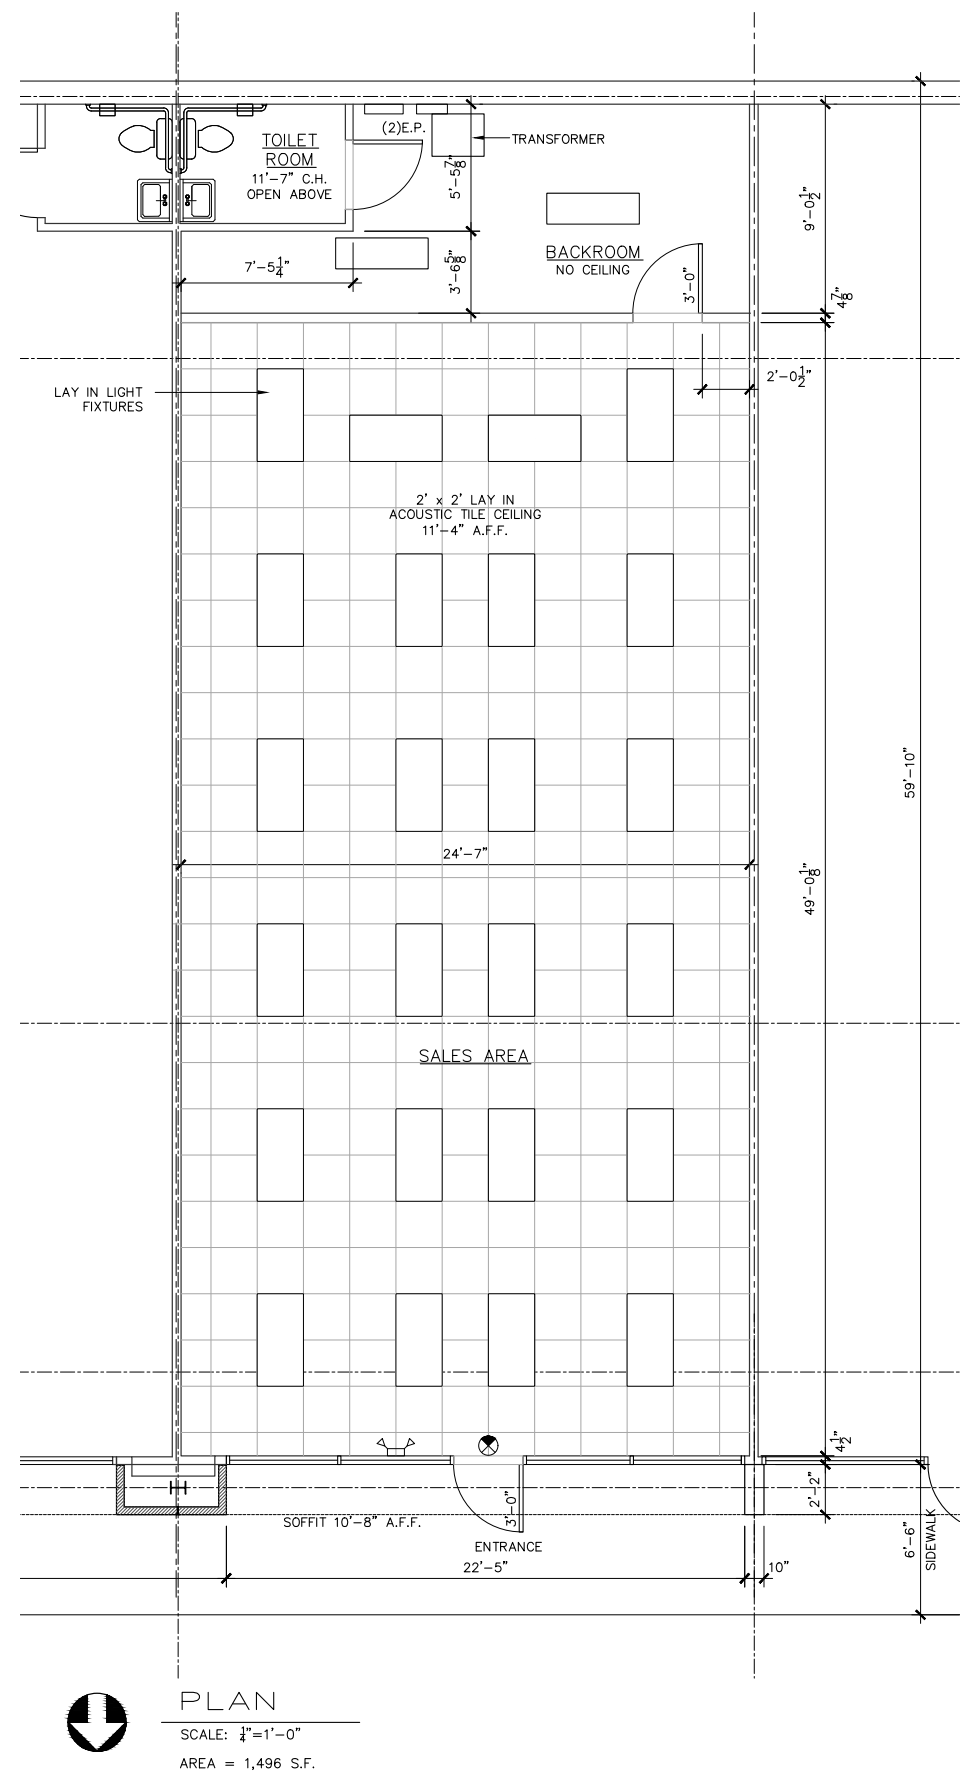 TOILET
ROOM
11'-7" C.H.
OPEN ABOVE
(2)E.P.
TRANSFORMER
5'-5 7/8"
9'-0 1/2"
BACKROOM
NO CEILING
7'-5 1/4"
3'-6 5/8"
3'-0"
4 7/8"
LAY IN LIGHT
FIXTURES
2'-0 1/2"
2' x 2' LAY IN
ACOUSTIC TILE CEILING
11'-4" A.F.F.
59'-10"
24'-7"
49'-0 1/8"
SALES AREA
4 1/2"
2'-2"
SOFFIT 10'-8" A.F.F.
3'-0"
ENTRANCE
6'-6"
SIDEWALK
22'-5"
10"
PLAN
SCALE: 1/4"=1'-0"
AREA = 1,496 S.F.